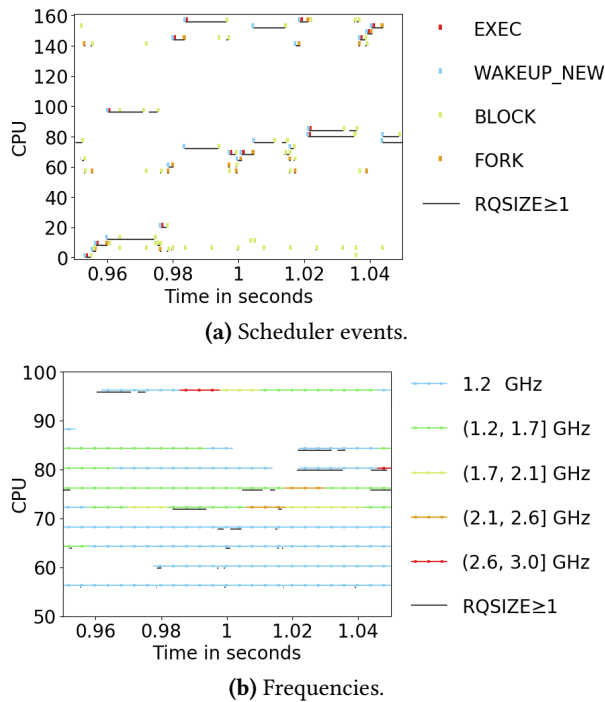 160
140
120
100
80
60
40
20
0
CPU
0.96
0.98
1
1.02
1.04
Time in seconds
EXEC
WAKEUP_NEW
BLOCK
FORK
RQSIZE≥1
(a) Scheduler events.
100
90
80
70
60
50
CPU
0.96
0.98
1
1.02
1.04
Time in seconds
1.2 GHz
(1.2, 1.7] GHz
(1.7, 2.1] GHz
(2.1, 2.6] GHz
(2.6, 3.0] GHz
RQSIZE≥1
(b) Frequencies.